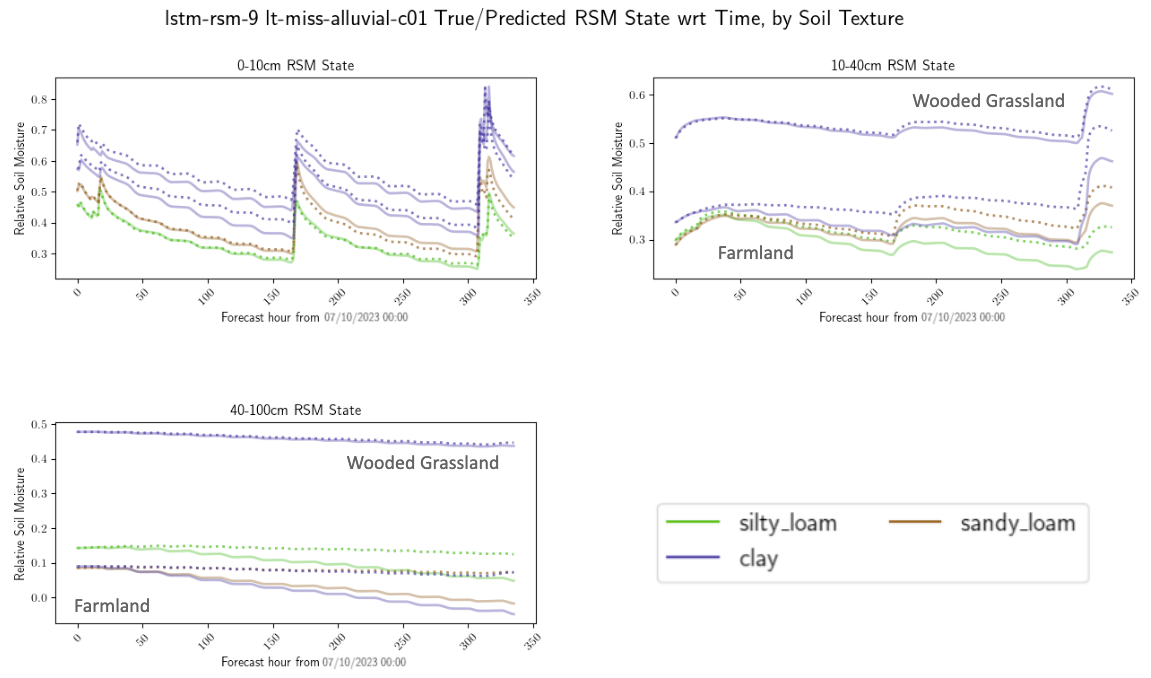 lstm-rsm-9 lt-miss-alluvial-c01 True/Predicted RSM State wrt Time, by Soil Texture
0-10cm RSM State
Relative Soil Moisture
0.8
0.7
0.6
0.5
0.4
0.3
0
50
100
150
200
250
300
350
Forecast hour from 07/10/2023 00:00
10-40cm RSM State
Relative Soil Moisture
0.6
0.5
0.4
0.3
Wooded Grassland
Farmland
0
50
100
150
200
250
300
350
Forecast hour from 07/10/2023 00:00
40-100cm RSM State
Relative Soil Moisture
0.5
0.4
0.3
0.2
0.1
0.0
Wooded Grassland
Farmland
0
50
100
150
200
250
300
350
Forecast hour from 07/10/2023 00:00
silty_loam
sandy_loam
clay